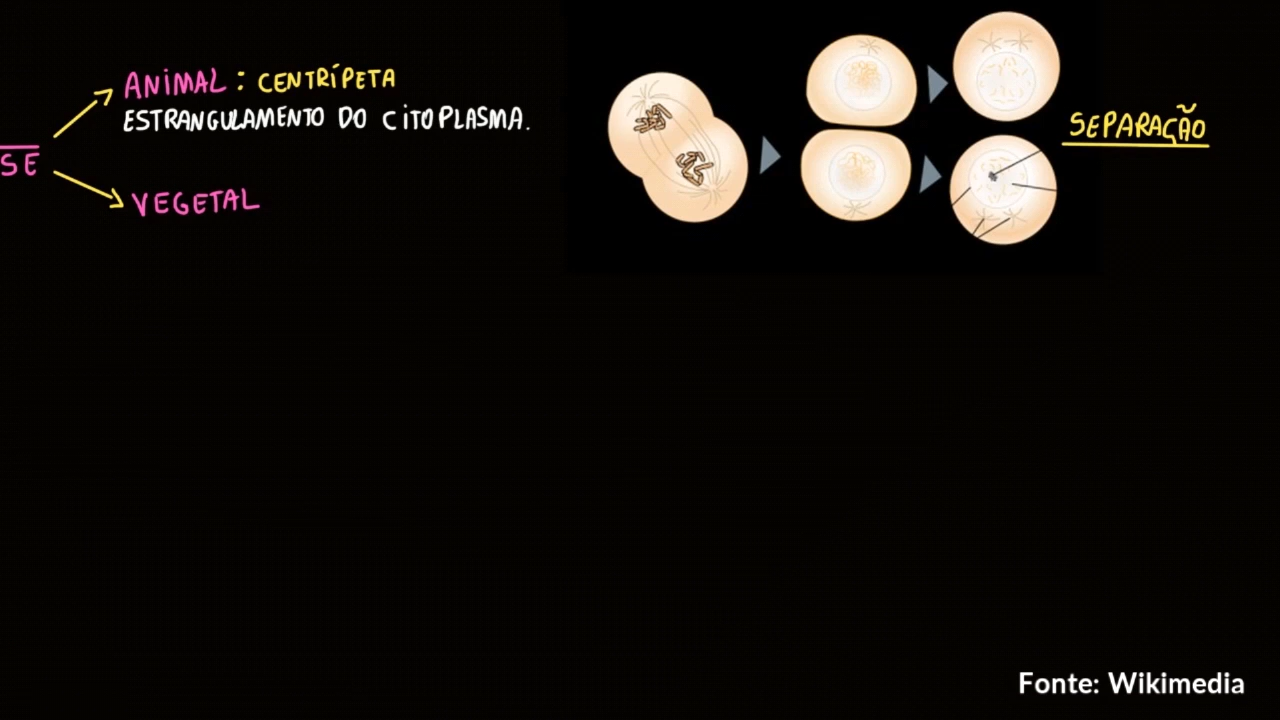 ANIMAL: CENTRÍPETA
ESTRANGULAMENTO DO CITOPLASMA.
SE
VEGETAL
SEPARAÇÃO
Fonte: Wikimedia